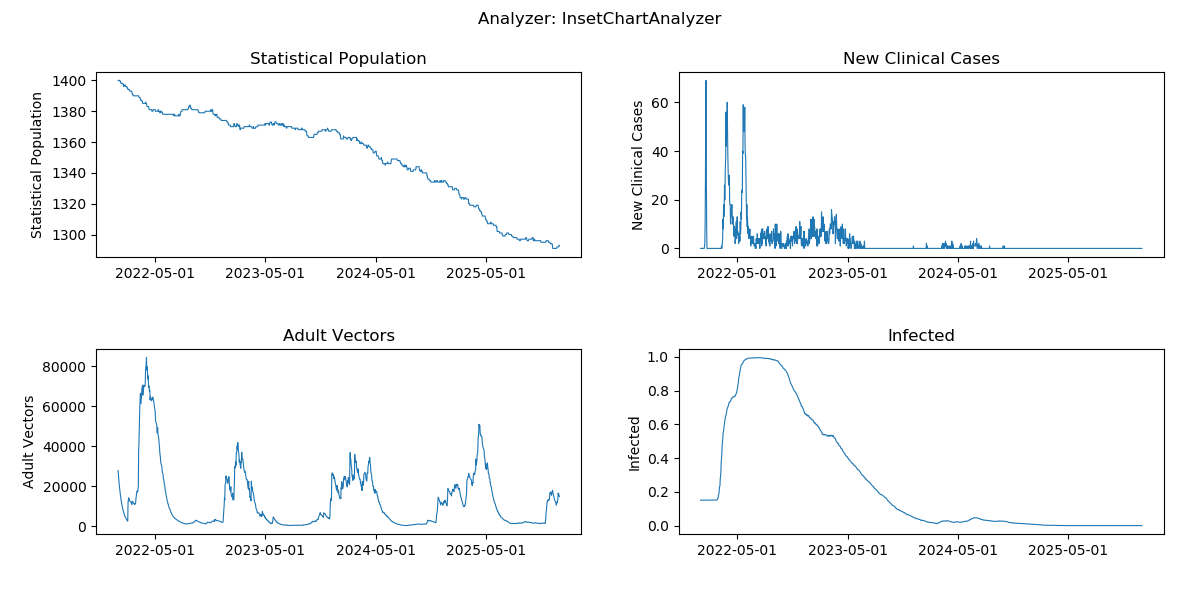 Analyzer: InsetChartAnalyzer
Statistical Population
Statistical Population
1400
1380
1360
1340
1320
1300
2022-05-01 2023-05-01 2024-05-01 2025-05-01
New Clinical Cases
New Clinical Cases
60
40
20
0
2022-05-01 2023-05-01 2024-05-01 2025-05-01
Adult Vectors
Adult Vectors
80000
60000
40000
20000
0
2022-05-01 2023-05-01 2024-05-01 2025-05-01
Infected
Infected
1.0
0.8
0.6
0.4
0.2
0.0
2022-05-01 2023-05-01 2024-05-01 2025-05-01